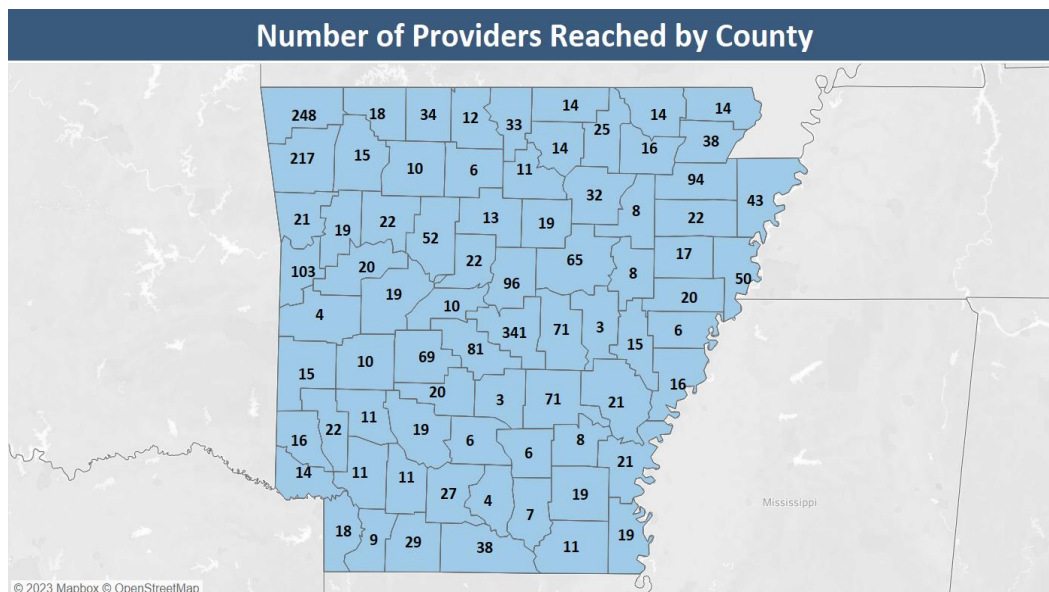 Number of Providers Reached by County
248 18 34 12 33 14 14 14
25
217 15 10 6 11 14 16 38
94
32 43
21 19 22 52 13 19 8 22
103 20 22 96 65 8 17 50
19 20
4 10 341 71 3 15 6
15 10 69 81
20 3 71 21 16
16 22 11 19 6 6 8 21
14 11 11 27 4 7 19
18 9 29 38 11 19
Mississippi
© 2023 Mapbox © OpenStreetMap